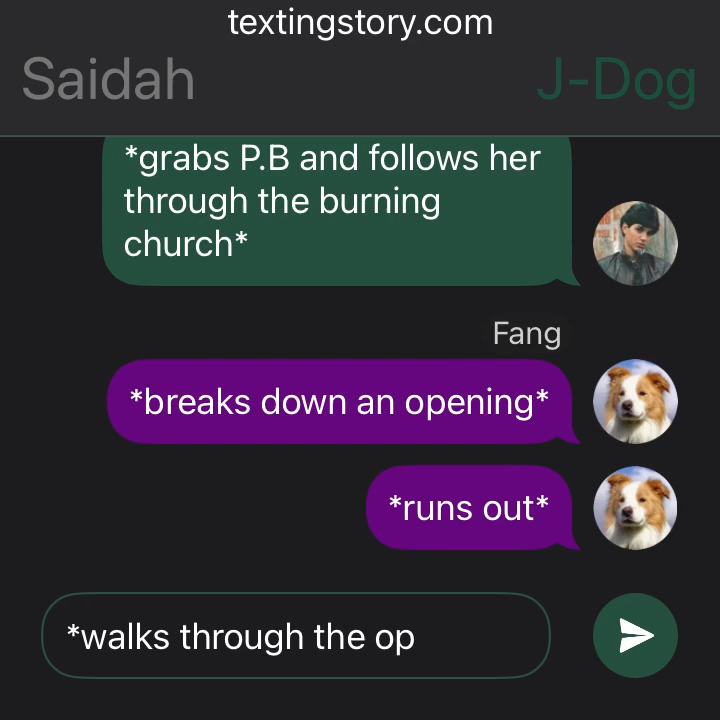 textingstory.com
Saidah
J-Dog
*grabs P.B and follows her
through the burning
church*
Fang
*breaks down an opening*
*runs out*
*walks through the op